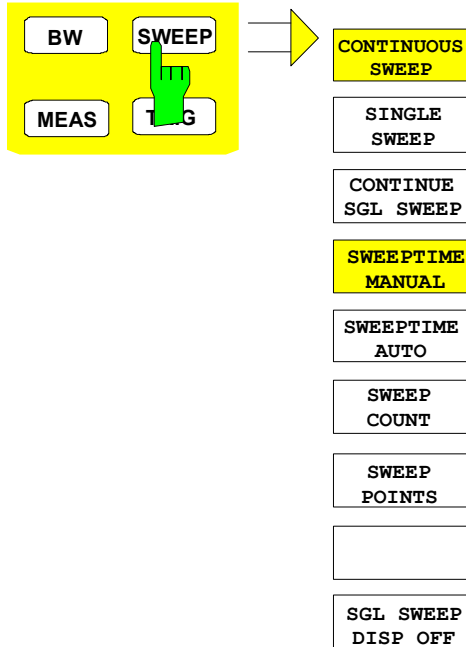 BW
SWEEP
MEAS
CONTINUOUS
SWEEP
SINGLE
SWEEP
CONTINUE
SGL SWEEP
SWEEPTIME
MANUAL
SWEEPTIME
AUTO
SWEEP
COUNT
SWEEP
POINTS
SGL SWEEP
DISP OFF